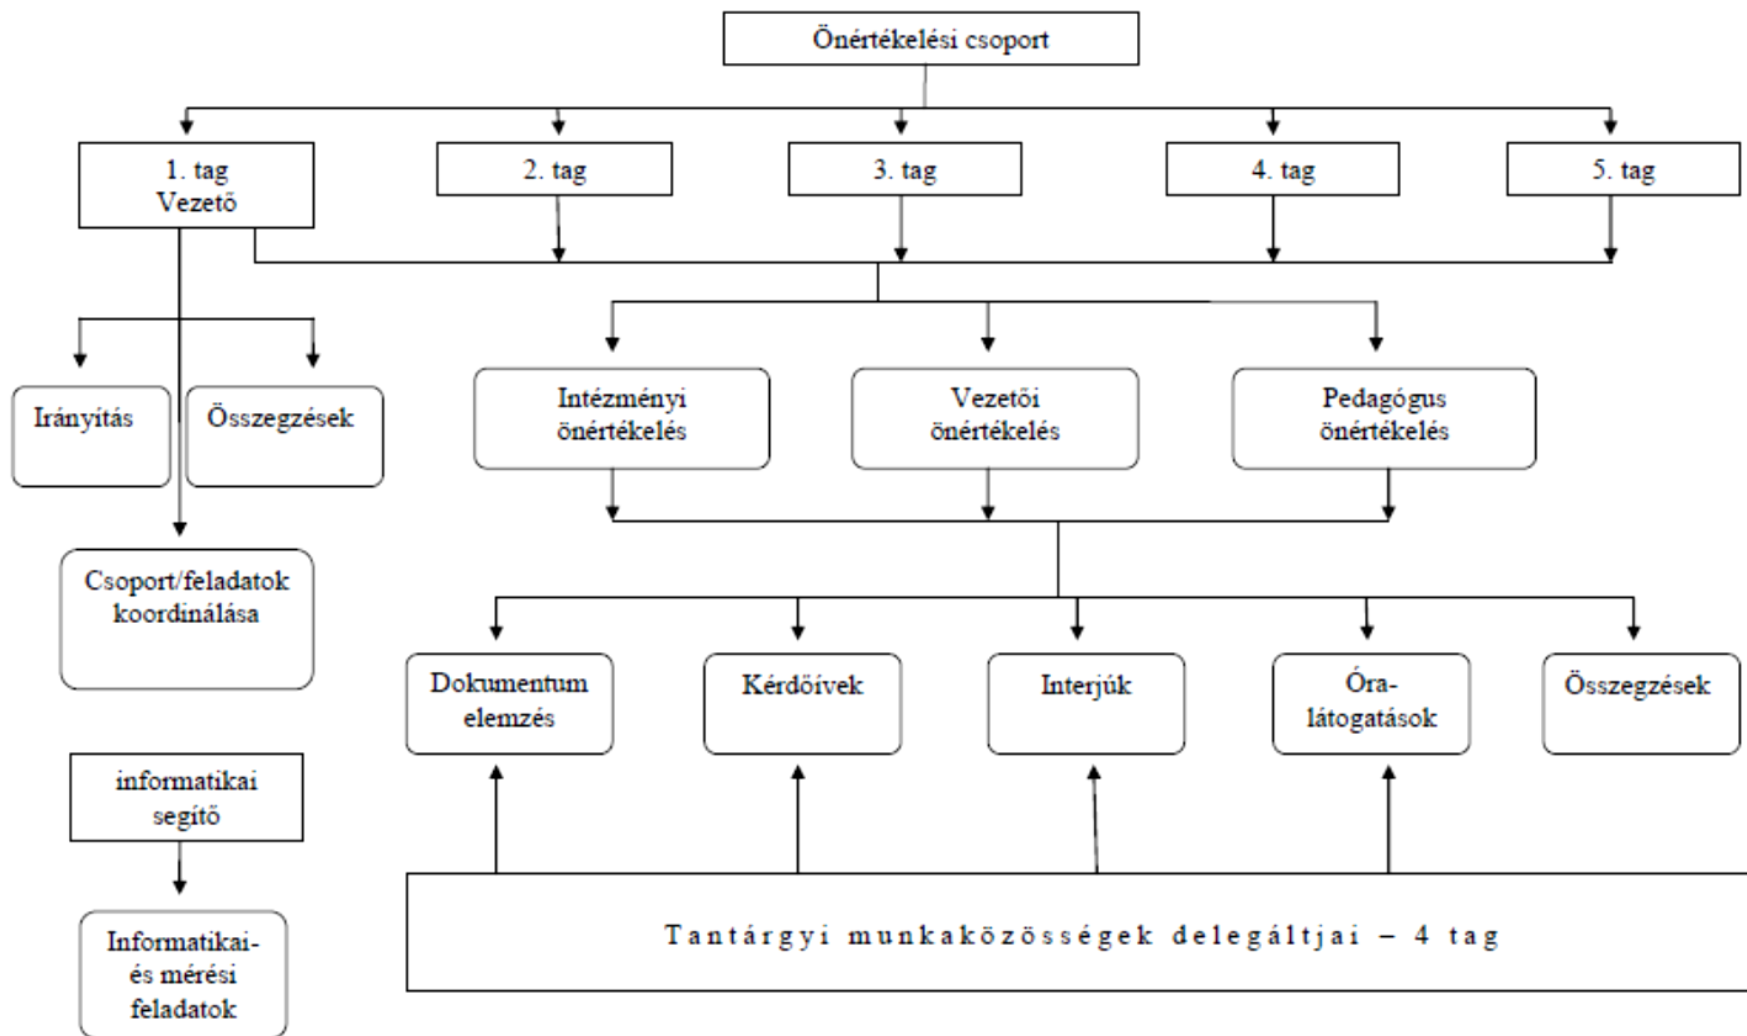 Önértékelési csoport
1. tag
Vezető
2. tag
3. tag
4. tag
5. tag
Irányítás
Összegzések
Intézményi
önértékelés
Vezetői
önértékelés
Pedagógus
önértékelés
Csoport/feladatok
koordinálása
Dokumentum
elemzés
Kérdőívek
Interjúk
Óra-
látogatások
Összegzések
informatikai
segítő
Informatikai-
és mérési
feladatok
Tantárgyi munkaközösségek delegáltjai – 4 tag